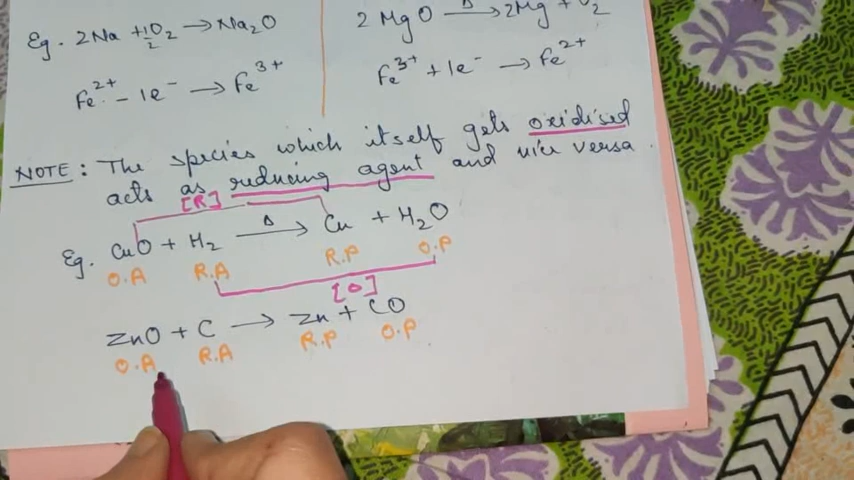 Eg. 2Na + 1/2 O2 → Na2O
2 MgO —Δ→ 2Mg + O2
Fe2+ - 1e- → Fe3+
Fe3+ + 1e- → Fe2+
NOTE: The species which itself gets oxidised
acts as reducing agent and vice versa.
[R]
Eg. CuO + H2 —Δ→ Cu + H2O
O.A R.A R.P O.P
[O]
ZnO + C → Zn + CO
O.A R.A R.P O.P